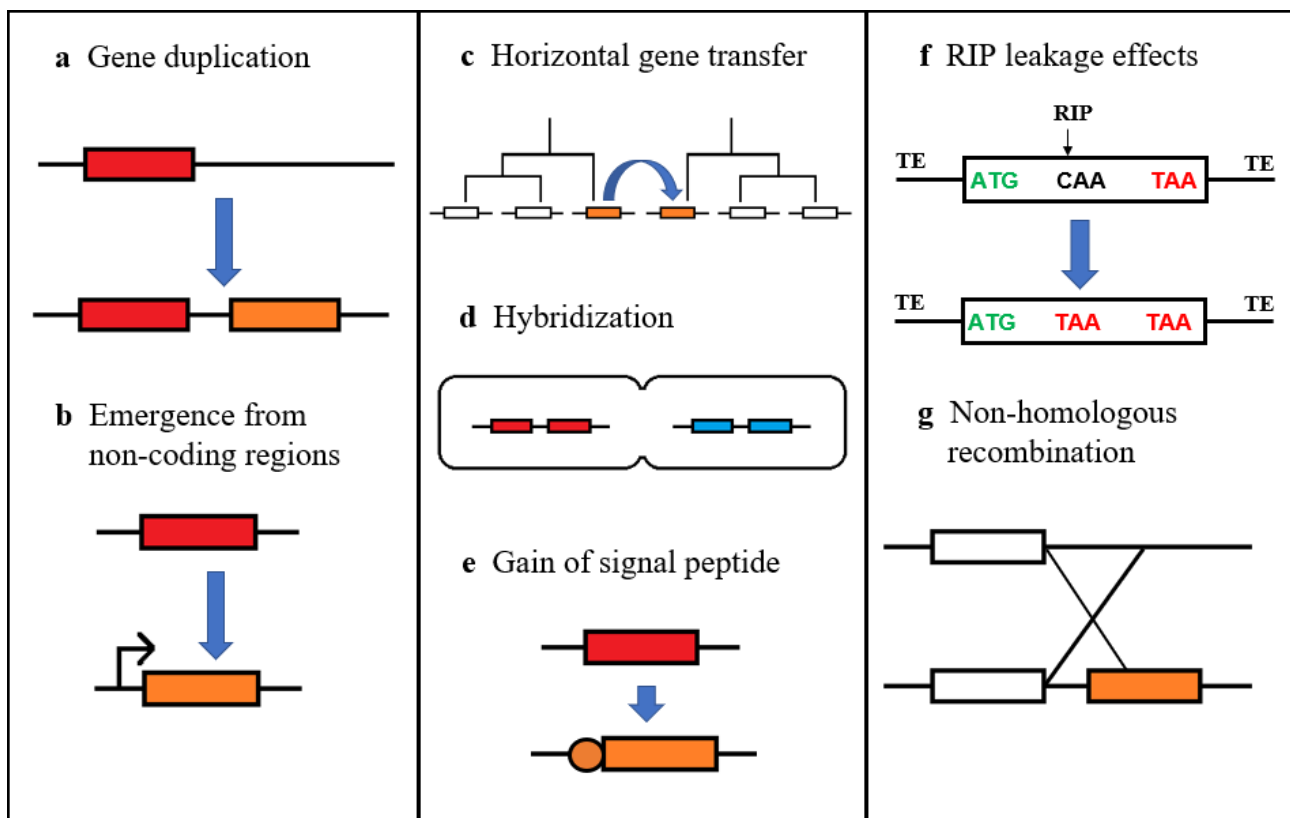 a Gene duplication
b Emergence from
non-coding regions
c Horizontal gene transfer
d Hybridization
e Gain of signal peptide
f RIP leakage effects
RIP
TE
TE
ATG CAA TAA
TE
TE
ATG TAA TAA
g Non-homologous
recombination